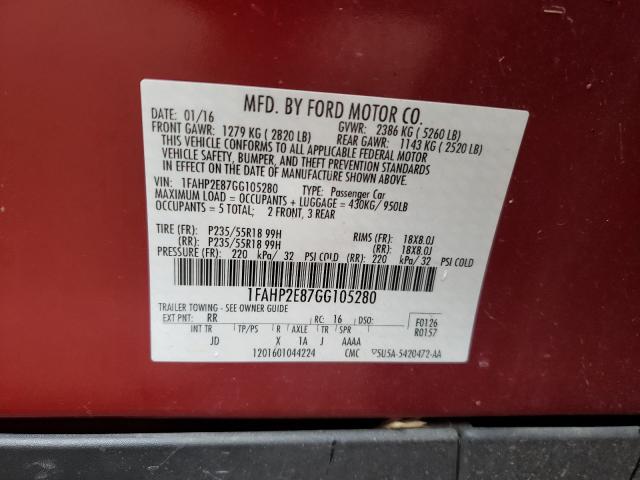 MFD. BY FORD MOTOR CO.
DATE: 01/16 GVWR: 2386 KG ( 5260 LB)
FRONT GAWR: 1279 KG ( 2820 LB) REAR GAWR: 1143 KG ( 2520 LB)
THIS VEHICLE CONFORMS TO ALL APPLICABLE FEDERAL MOTOR
VEHICLE SAFETY, BUMPER, AND THEFT PREVENTION STANDARDS
IN EFFECT ON THE DATE OF MANUFACTURE SHOWN ABOVE.
VIN: 1FAHP2E87GG105280 TYPE: Passenger Car
MAXIMUM LOAD = OCCUPANTS + LUGGAGE = 430KG/ 950LB
OCCUPANTS = 5 TOTAL; 2 FRONT, 3 REAR
TIRE (FR): P235/55R18 99H RIMS (FR): 18X8.0J
(RR): P235/55R18 99H (RR): 18X8.0J
PRESSURE (FR): 220 kPa/ 32 PSI COLD (RR): 220 kPa/ 32 PSI COLD
1FAHP2E87GG105280
TRAILER TOWING - SEE OWNER GUIDE
EXT PNT: RR RC: 16 DSO: F0126
R0157
INT TR TP/PS R AXLE TR SPR
JD X 1A J AAAA
1201601044224 CMC 5U5A-5420472-AA